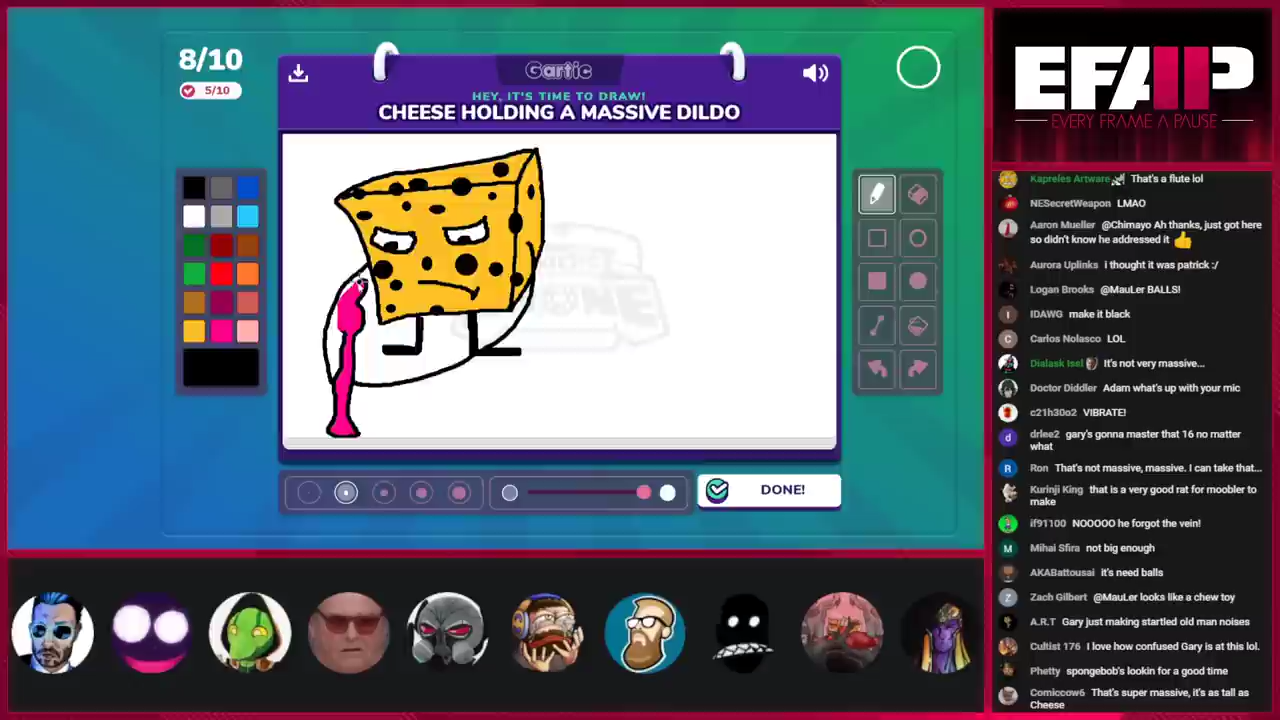 8/10
5/10
Gartic
HEY, IT'S TIME TO DRAW!
CHEESE HOLDING A MASSIVE DILDO
DONE!
EFAP
EVERY FRAME A PAUSE
Kapreles Artware That's a flute lol
NESecretWeapon LMAO
Aaron Mueller @Chimayo Ah thanks, just got here
so didn't know he addressed it
Aurora Uplinks i thought it was patrick :/
Logan Brooks @MauLer BALLS!
IDAWG make it black
Carlos Nolasco LOL
Dialask Isel It's not very massive...
Doctor Diddler Adam what's up with your mic
c21h30o2 VIBRATE!
drlee2 gary's gonna master that 16 no matter
what
Ron That's not massive, massive. I can take that...
Kurinji King that is a very good rat for moobler to
make
if91100 NOOOOO he forgot the vein!
Mihai Sfira not big enough
AKABattousai it's need balls
Zach Gilbert @MauLer looks like a chew toy
A.R.T Gary just making startled old man noises
Cultist 176 I love how confused Gary is at this lol.
Phetty spongebob's lookin for a good time
Comiccow6 That's super massive, it's as tall as
Cheese